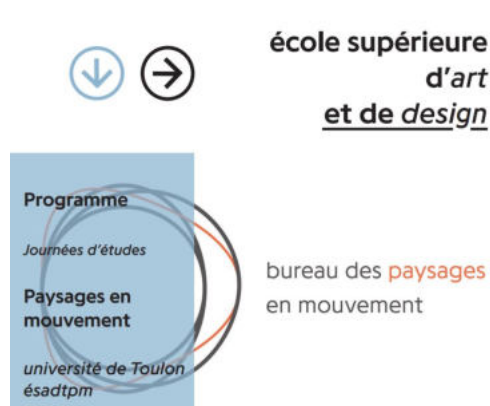 école supérieure
d'art
et de design
Programme
Journées d'études
Paysages en
mouvement
université de Toulon
ésadtpm
bureau des paysages
en mouvement